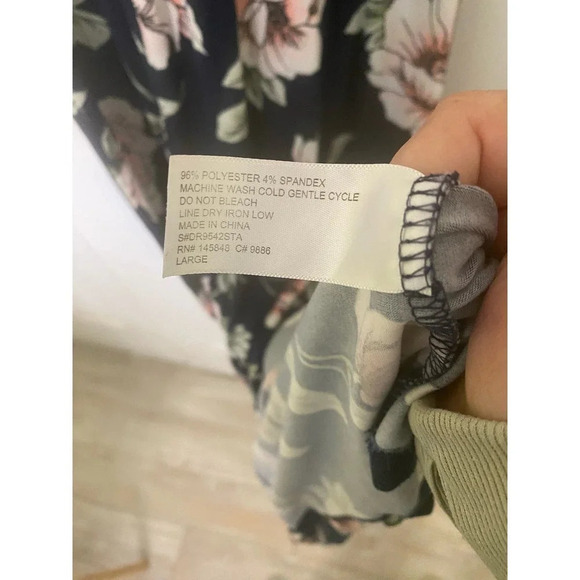 96% POLYESTER 4% SPANDEX
MACHINE WASH COLD GENTLE CYCLE
DO NOT BLEACH
LINE DRY IRON LOW
MADE IN CHINA
S#DR9542STA
RN# 145848 C# 9886
LARGE